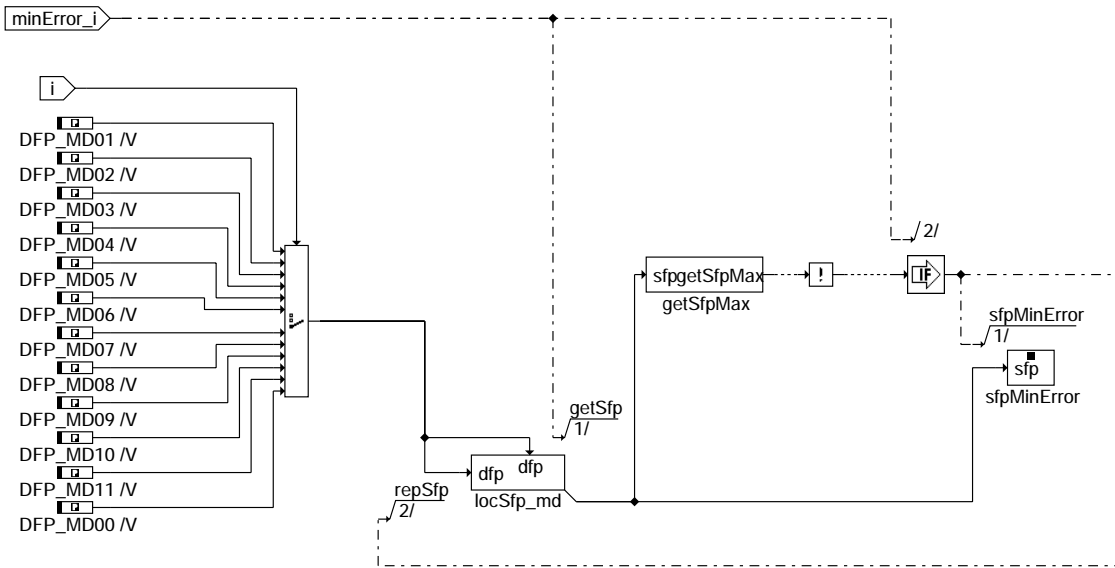 minError_i
i
DFP_MD01 /V
DFP_MD02 /V
DFP_MD03 /V
DFP_MD04 /V
DFP_MD05 /V
DFP_MD06 /V
DFP_MD07 /V
DFP_MD08 /V
DFP_MD09 /V
DFP_MD10 /V
DFP_MD11 /V
DFP_MD00 /V
repSfp
2/
dfp dfp
locSfp_md
getSfp
1/
sfpgetSfpMax
getSfpMax
!
2/
IF
sfpMinError
1/
sfp
sfpMinError